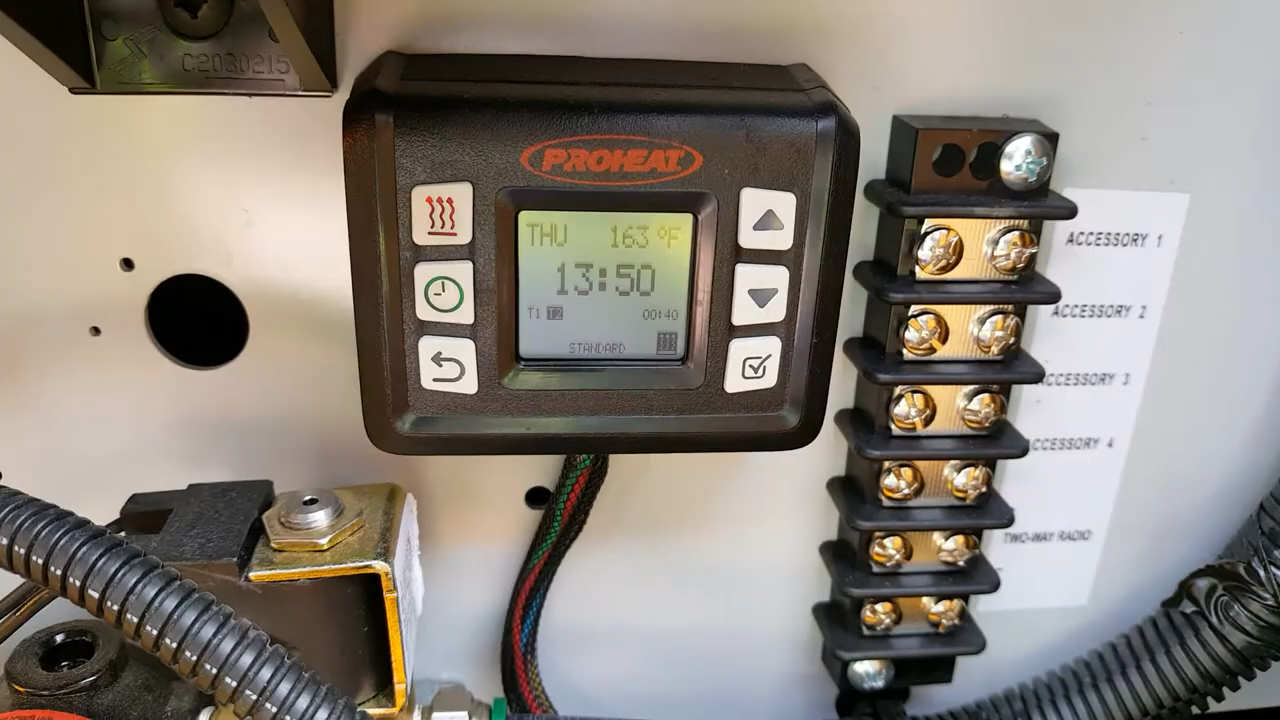 C2030215
PROHEAT
THU 163 °F
13:50
T1 T2 00:40
STANDARD
ACCESSORY 1
ACCESSORY 2
ACCESSORY 3
ACCESSORY 4
TWO-WAY RADIO